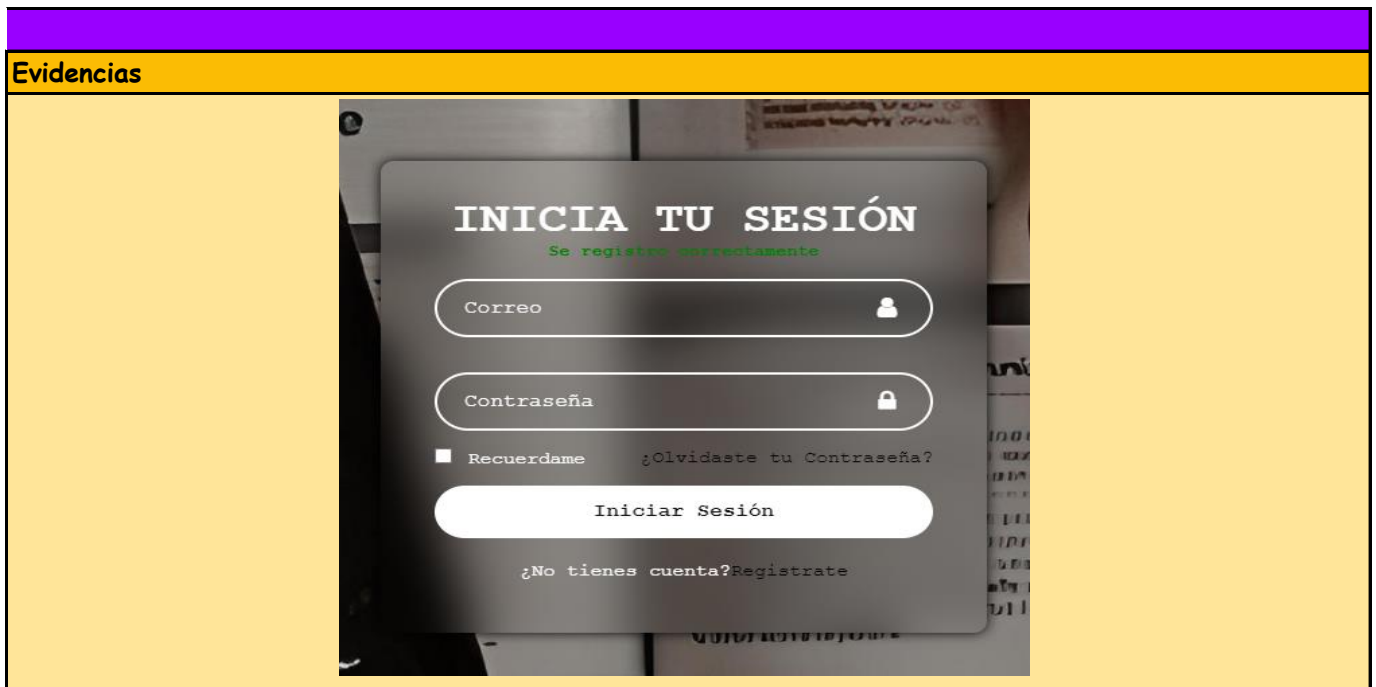 Evidencias
INICIA TU SESIÓN
Se registro correctamente
Correo
Contraseña
Recuerdame ¿Olvidaste tu Contraseña?
Iniciar Sesión
¿No tienes cuenta?Registrate